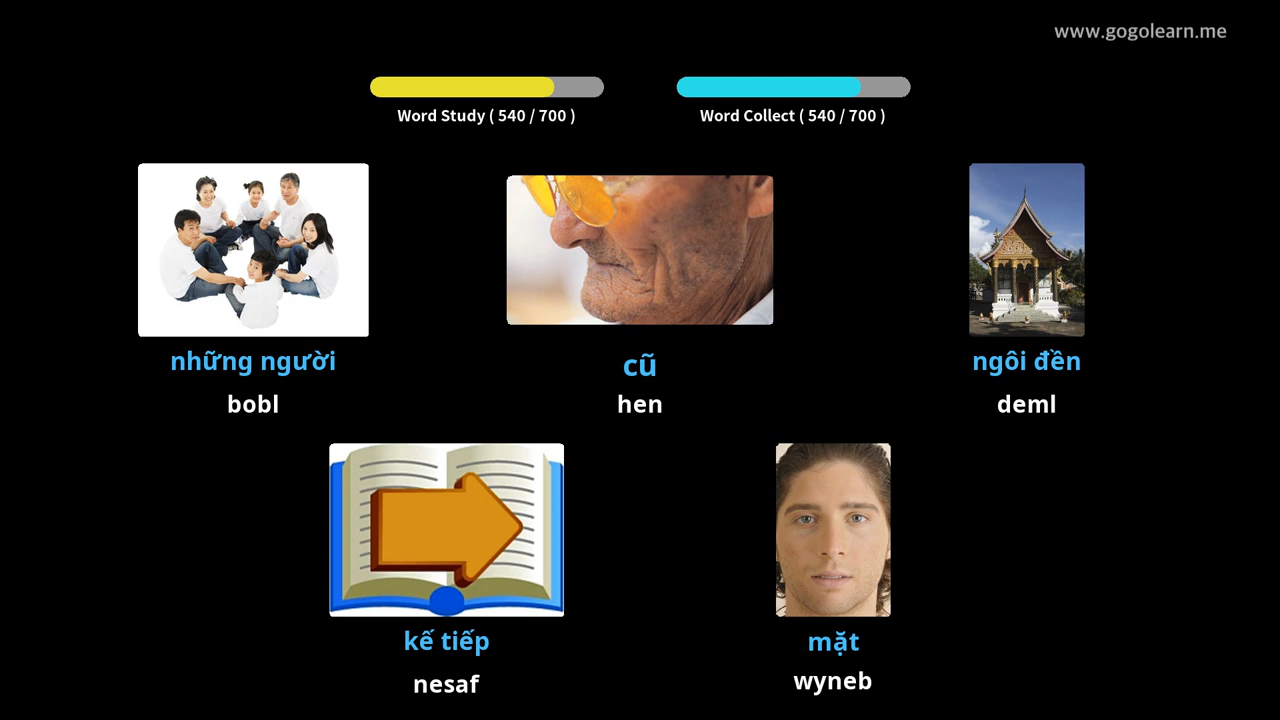 www.gogolearn.me
Word Study ( 540 / 700 )
Word Collect ( 540 / 700 )
những người
bobl
cũ
hen
ngôi đền
deml
kế tiếp
nesaf
mặt
wyneb